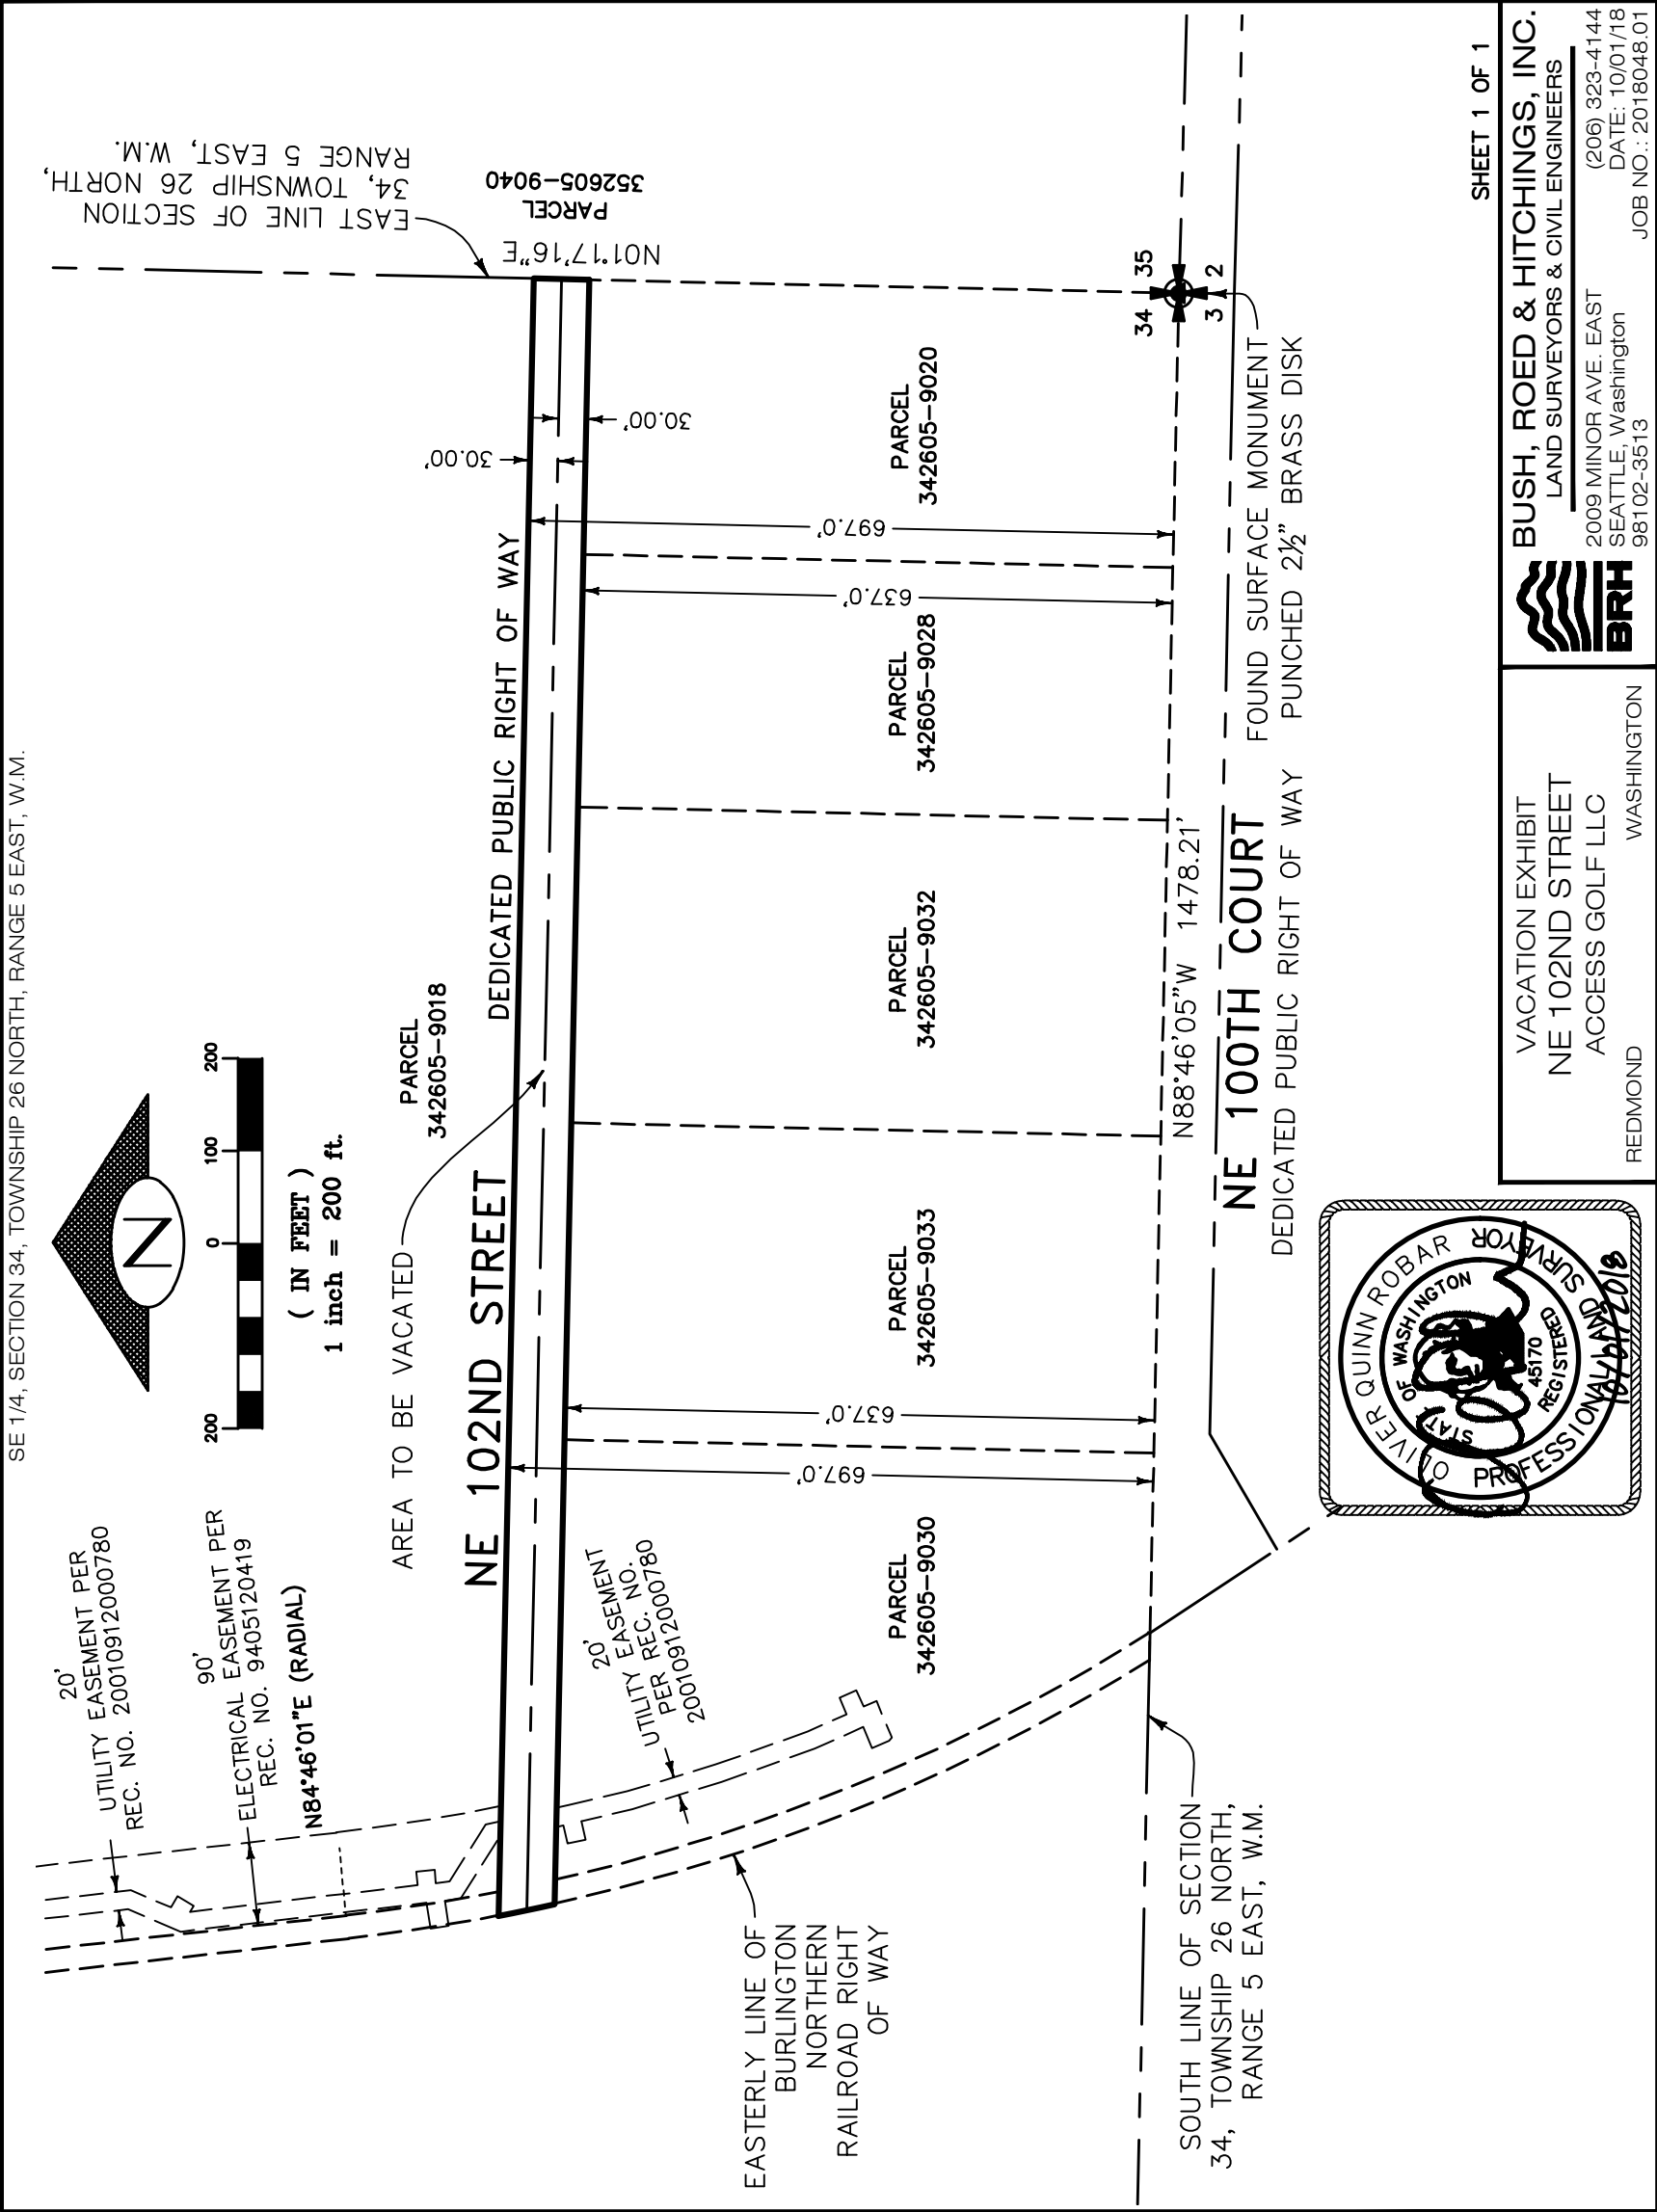 SE 1/4, SECTION 34, TOWNSHIP 26 NORTH, RANGE 5 EAST, W.M.
N
200
0
100
200
( IN FEET )
1 inch = 200 ft.
20'
UTILITY EASEMENT PER
REC. NO. 20010912000780
90'
ELECTRICAL EASEMENT PER
REC. NO. 9405120419
N84°46'01"E (RADIAL)
EAST LINE OF SECTION
34, TOWNSHIP 26 NORTH,
RANGE 5 EAST, W.M.
PARCEL
352605-9040
N01°17'16"E
PARCEL
342605-9018
AREA TO BE VACATED
NE 102ND STREET
DEDICATED PUBLIC RIGHT OF WAY
30.00'
30.00'
20'
UTILITY EASEMENT
PER REC. NO.
20010912000780
697.0'
637.0'
637.0'
697.0'
PARCEL
342605-9030
PARCEL
342605-9033
PARCEL
342605-9032
PARCEL
342605-9028
PARCEL
342605-9020
EASTERLY LINE OF
BURLINGTON
NORTHERN
RAILROAD RIGHT
OF WAY
34 35
3 2
N88°46'05"W 1478.21'
NE 100TH COURT
DEDICATED PUBLIC RIGHT OF WAY
FOUND SURFACE MONUMENT
PUNCHED 2½" BRASS DISK
SOUTH LINE OF SECTION
34, TOWNSHIP 26 NORTH,
RANGE 5 EAST, W.M.
OLIVER QUINN ROBAR
STATE OF WASHINGTON
45170
REGISTERED
PROFESSIONAL LAND SURVEYOR
SHEET 1 OF 1
VACATION EXHIBIT
NE 102ND STREET
ACCESS GOLF LLC
REDMOND WASHINGTON
BRH
BUSH, ROED & HITCHINGS, INC.
LAND SURVEYORS & CIVIL ENGINEERS
2009 MINOR AVE. EAST (206) 323-4144
SEATTLE, Washington DATE: 10/01/18
98102-3513 JOB NO.: 2018048.01